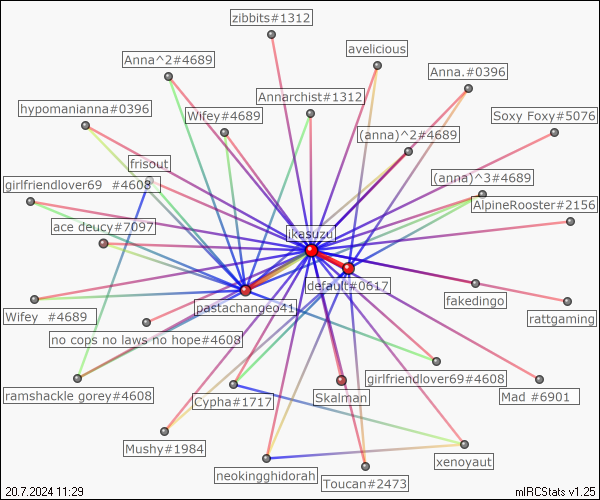 zibbits#1312
avelicious
Anna^2#4689
Anna.#0396
Annarchist#1312
hypomanianna#0396
Wifey#4689
Soxy Foxy#5076
(anna)^2#4689
frisout
(anna)^3#4689
girlfriendlover69 #4608
AlpineRooster#2156
ace deucy#7097
ikasuzu
default#0617
fakedingo
pastachangeo41
Wifey #4689
rattgaming
no cops no laws no hope#4608
girlfriendlover69#4608
ramshackle gorey#4608
Cypha#1717
Skalman
Mad #6901
Mushy#1984
xenoyaut
neokingghidorah
Toucan#2473
20.7.2024 11:29
mIRCStats v1.25